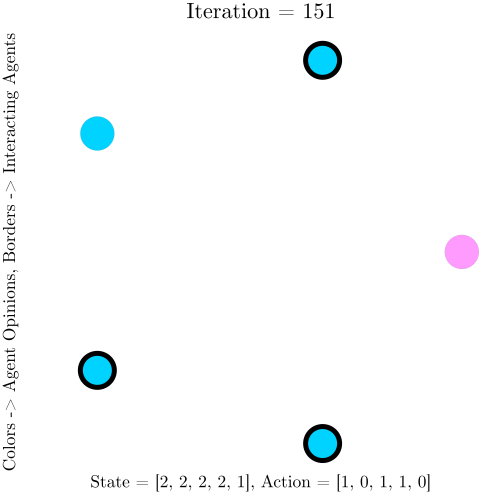 Iteration = 151
Colors -> Agent Opinions, Borders -> Interacting Agents
State = [2, 2, 2, 2, 1], Action = [1, 0, 1, 1, 0]